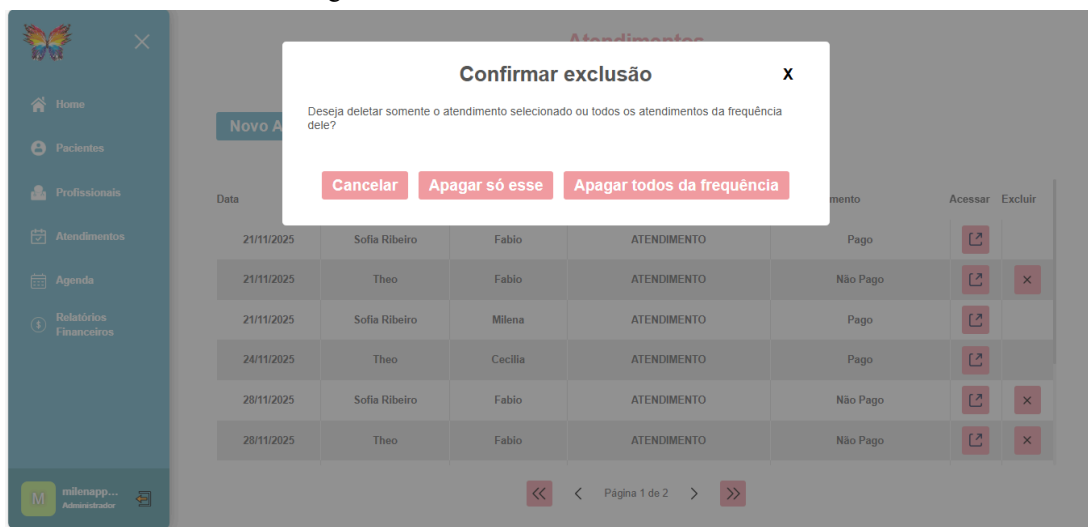 Atendimentos
Confirmar exclusão
X
Deseja deletar somente o atendimento selecionado ou todos os atendimentos da frequência
dele?
Cancelar Apagar só esse Apagar todos da frequência
Home
Pacientes
Profissionais
Atendimentos
Agenda
Relatórios
Financeiros
M
milenapp...
Administrador
Novo A
Data mento Acessar Excluir
21/11/2025 Sofia Ribeiro Fabio ATENDIMENTO Pago
21/11/2025 Theo Fabio ATENDIMENTO Não Pago
21/11/2025 Sofia Ribeiro Milena ATENDIMENTO Pago
24/11/2025 Theo Cecilia ATENDIMENTO Pago
28/11/2025 Sofia Ribeiro Fabio ATENDIMENTO Não Pago
28/11/2025 Theo Fabio ATENDIMENTO Não Pago
Página 1 de 2